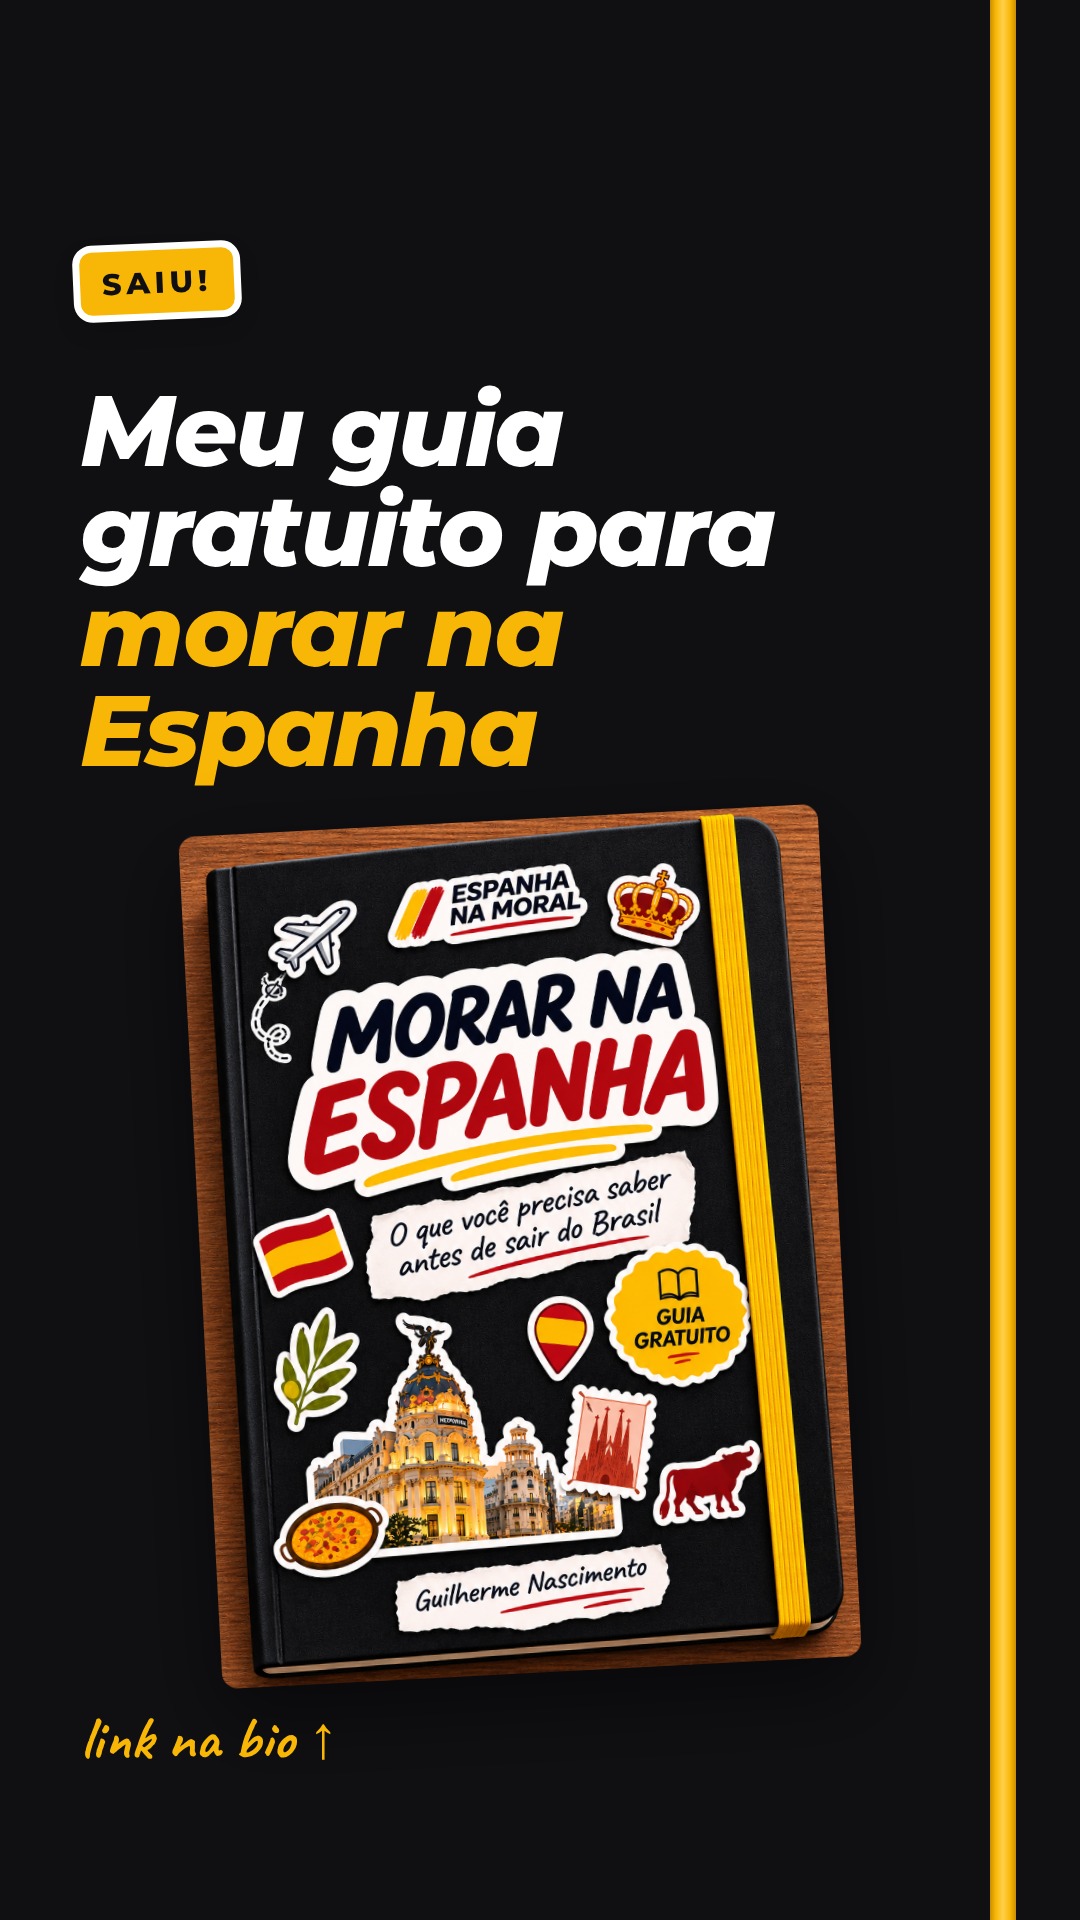 SAIU!
Meu guia
gratuito para
morar na
Espanha
ESPANHA
NA MORAL
MORAR NA
ESPANHA
O que você precisa saber
antes de sair do Brasil
GUIA
GRATUITO
Guilherme Nascimento
link na bio ↑